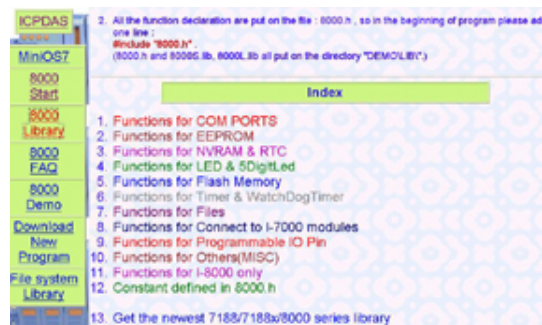 ICPDAS
MiniOS7
8000
Start
8000
Library
8000
FAQ
8000
Demo
Download
New
Program
File system
Library
2. All the function declaration are put on the file : 8000.h , so in the beginning of program please ad
one line :
#include "8000.h" .
(8000.h and 8000S.lib, 8000L.lib all put on the directory "DEMO\LIB\".)
Index
1. Functions for COM PORTS
2. Functions for EEPROM
3. Functions for NVRAM & RTC
4. Functions for LED & 5DigitLed
5. Functions for Flash Memory
6. Functions for Timer & WatchDogTimer
7. Functions for Files
8. Functions for Connect to I-7000 modules
9. Functions for Programmable IO Pin
10. Functions for Others(MISC)
11. Functions for I-8000 only
12. Constant defined in 8000.h
13. Get the newest 7188/7188x/8000 series library